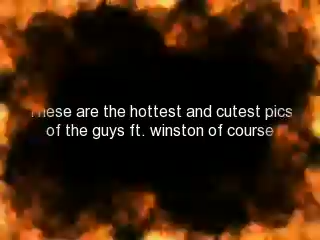 These are the hottest and cutest pics
of the guys ft. winston of course